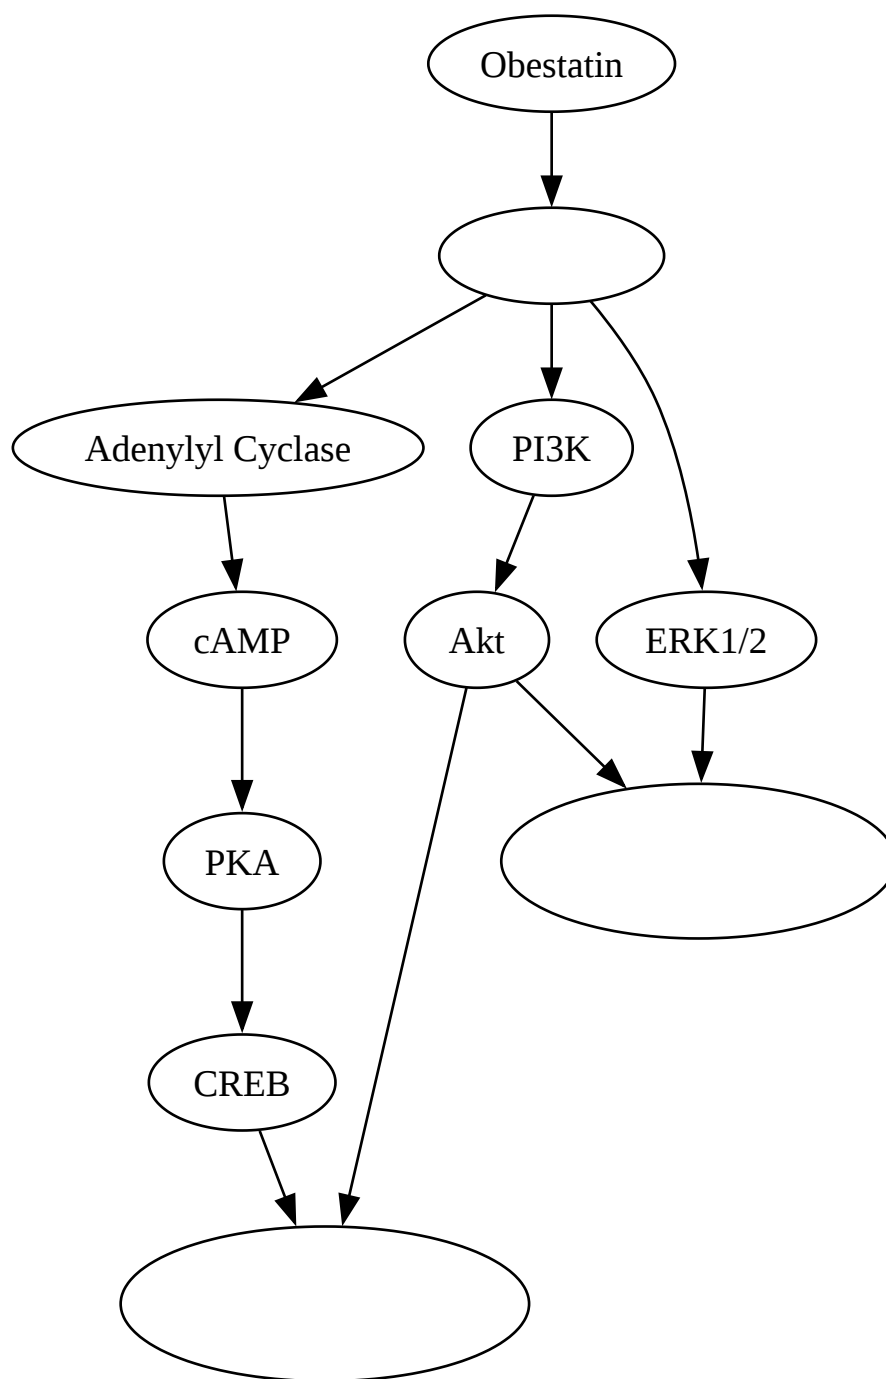 Obestatin
Adenylyl Cyclase
PI3K
cAMP
Akt
ERK1/2
PKA
CREB